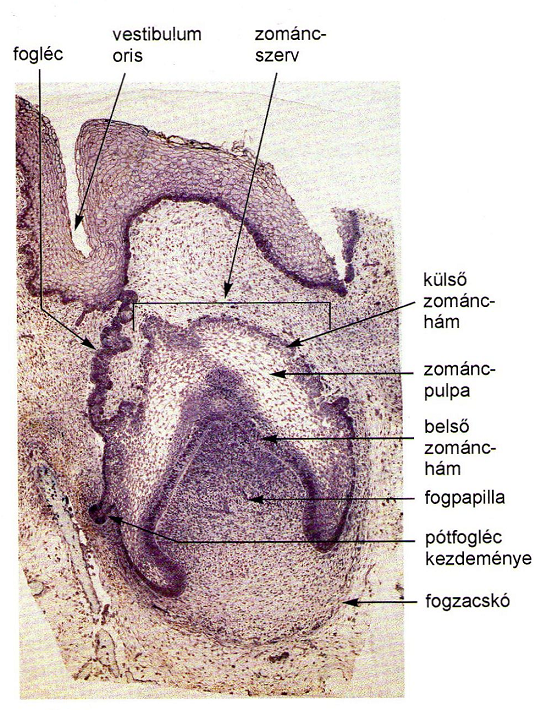 fogléc
vestibulum
oris
zománc-
szerv
külső
zománc-
hám
zománc-
pulpa
belső
zománc-
hám
fogpapilla
pótfogléc
kezdeménye
fogzacskó